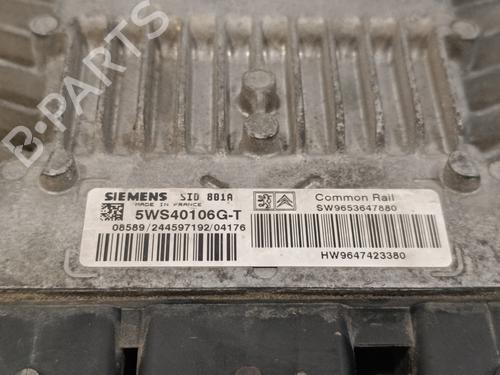 B-PARTS
SIEMENS SID 801A
MADE IN FRANCE
5WS40106G-T
08589/244597192/04176
Common Rail
SW9653647880
HW9647423380